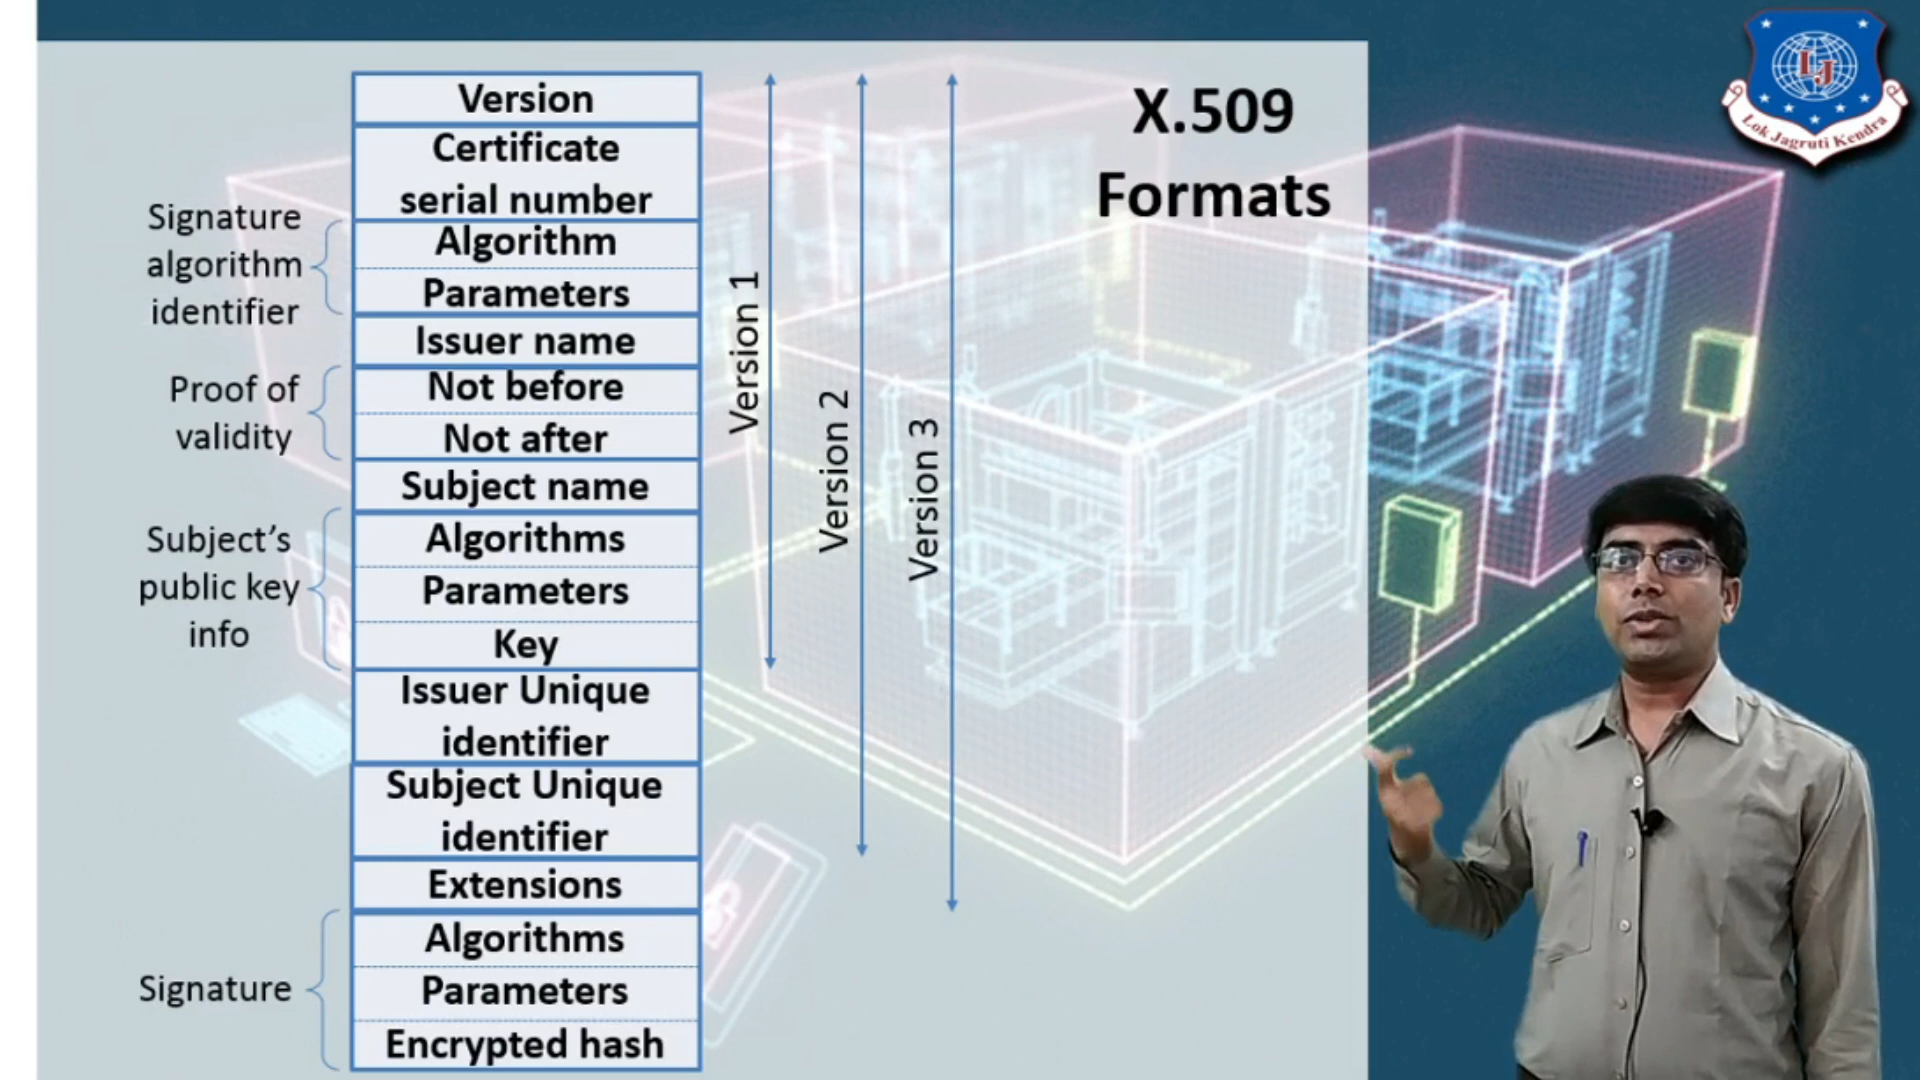 X.509
Formats
Version
Certificate
serial number
Signature
algorithm
identifier
Algorithm
Parameters
Issuer name
Proof of
validity
Not before
Not after
Subject name
Subject’s
public key
info
Algorithms
Parameters
Key
Issuer Unique
identifier
Subject Unique
identifier
Extensions
Signature
Algorithms
Parameters
Encrypted hash
Version 1
Version 2
Version 3
IJ
Lok Jagruti Kendra